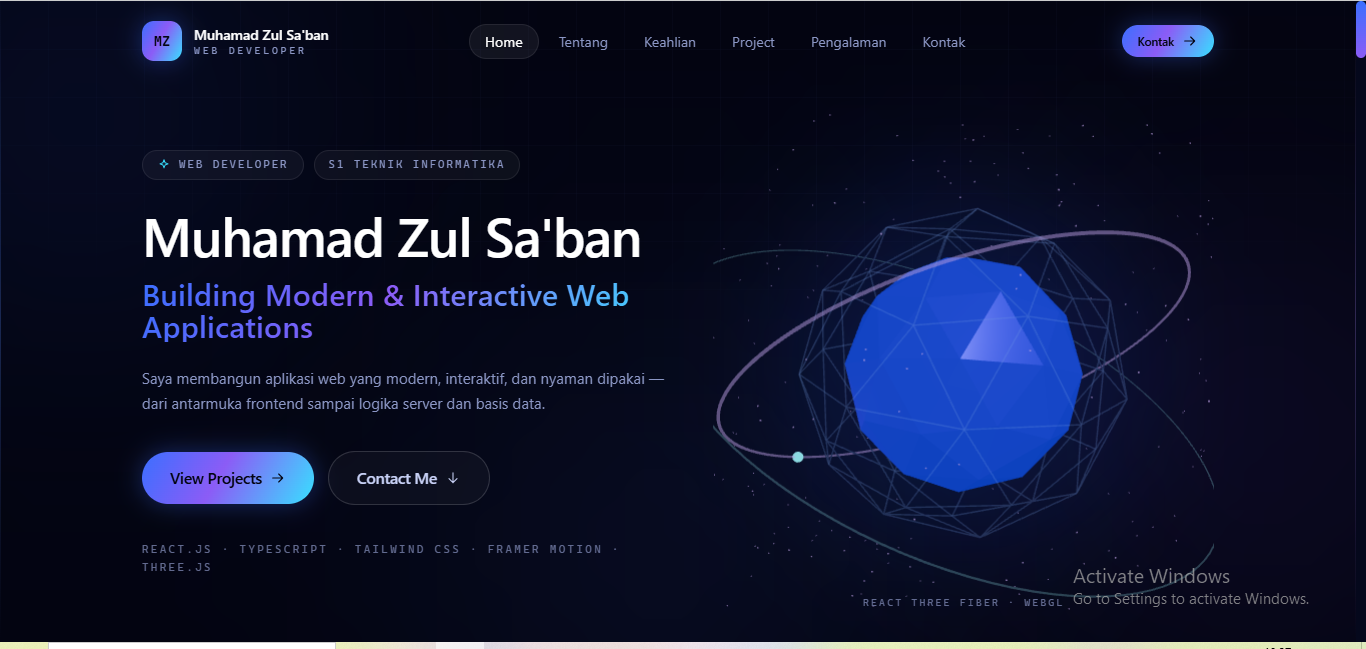 MZ
Muhamad Zul Sa'ban
WEB DEVELOPER
Home
Tentang
Keahlian
Project
Pengalaman
Kontak
Kontak →
WEB DEVELOPER
S1 TEKNIK INFORMATIKA
Muhamad Zul Sa'ban
Building Modern & Interactive Web
Applications
Saya membangun aplikasi web yang modern, interaktif, dan nyaman dipakai —
dari antarmuka frontend sampai logika server dan basis data.
View Projects →
Contact Me ↓
REACT.JS · TYPESCRIPT · TAILWIND CSS · FRAMER MOTION ·
THREE.JS
REACT THREE FIBER · WEBGL
Activate Windows
Go to Settings to activate Windows.